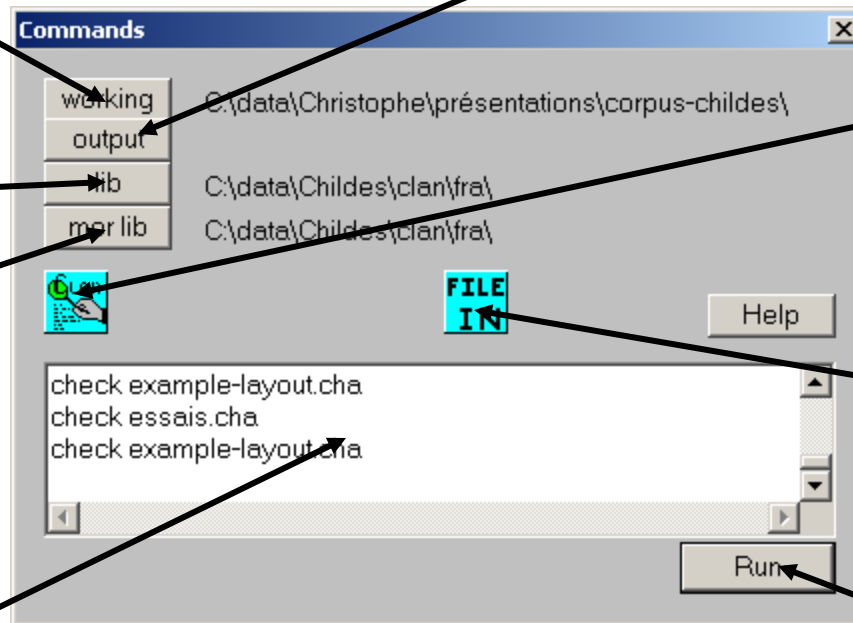 Commands
working C:\data\Christophe\présentations\corpus-childes\
output
lib C:\data\Childes\clan\fra\
mor lib C:\data\Childes\clan\fra\
Clan
FILE
IN
Help
check example-layout.cha
check essais.cha
check example-layout.cha
Run